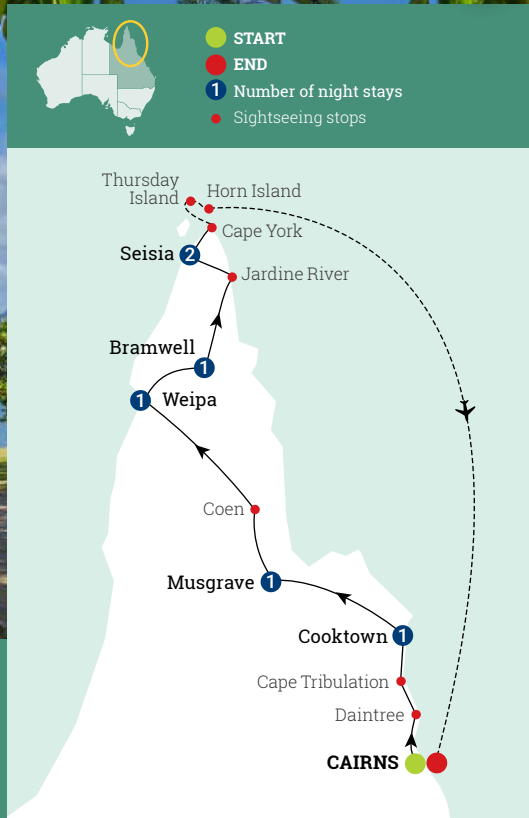 START
END
1 Number of night stays
Sightseeing stops
Thursday
Island
Horn Island
Cape York
Seisia 2
Jardine River
Bramwell
1
1 Weipa
Coen
Musgrave 1
Cooktown 1
Cape Tribulation
Daintree
CAIRNS